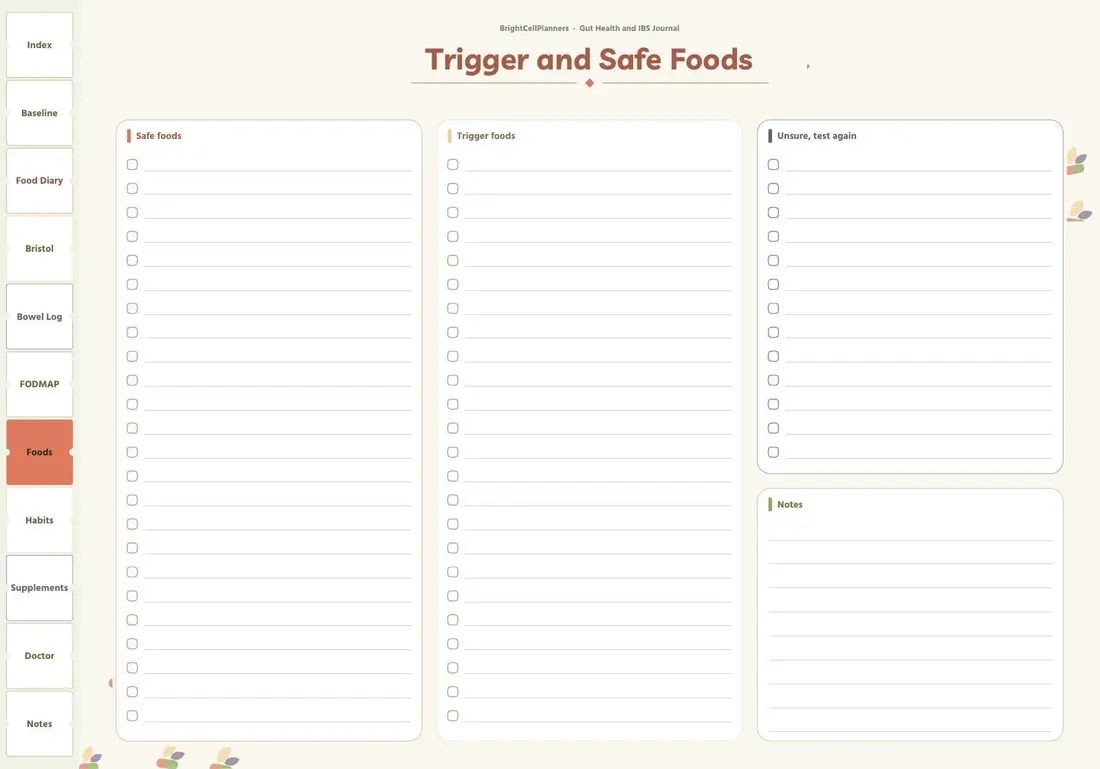 Index
Baseline
Food Diary
Bristol
Bowel Log
FODMAP
Foods
Habits
Supplements
Doctor
Notes
BrightCellPlanners · Gut Health and IBS Journal
Trigger and Safe Foods
Safe foods
Trigger foods
Unsure, test again
Notes